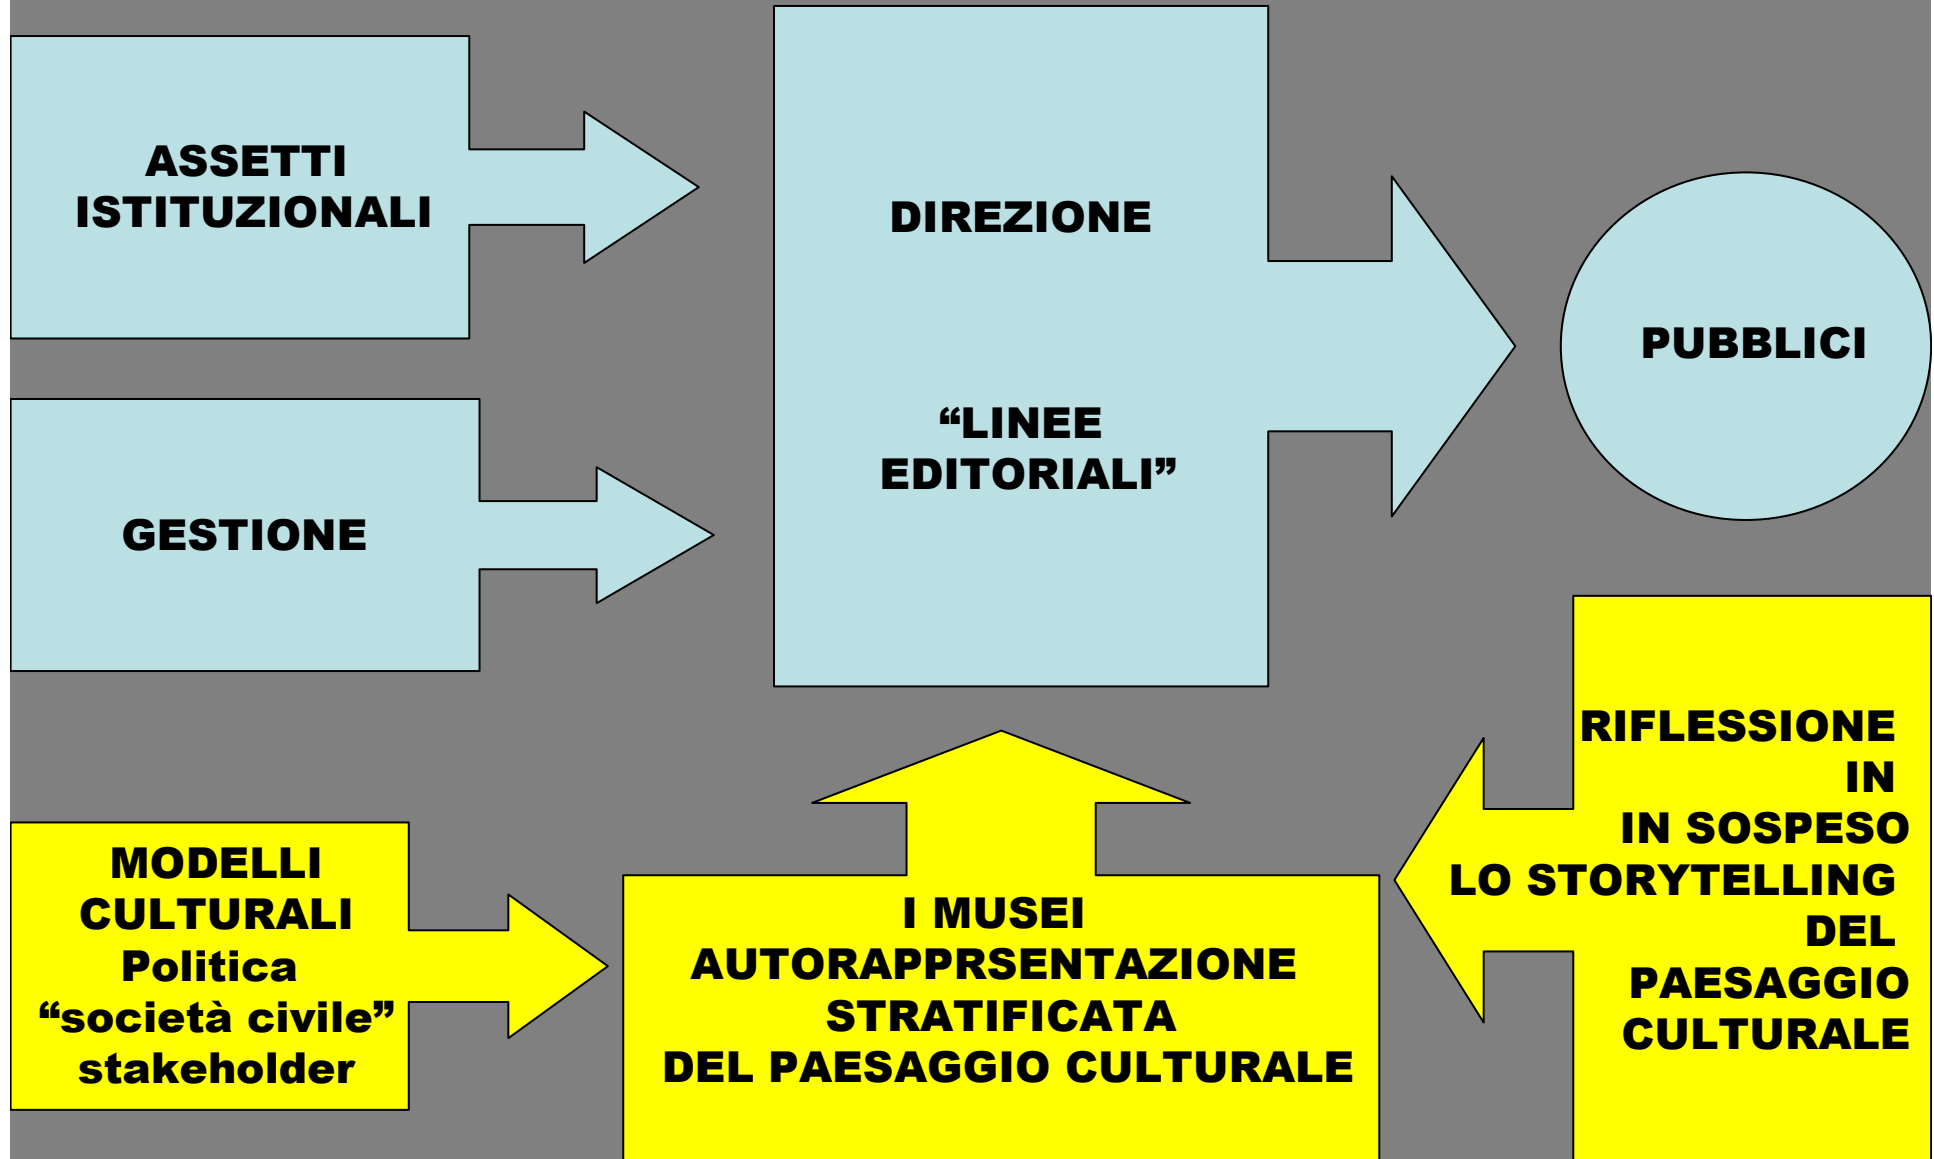 ASSETTI
ISTITUZIONALI
DIREZIONE
“LINEE
EDITORIALI”
PUBBLICI
GESTIONE
MODELLI
CULTURALI
Politica
“società civile”
stakeholder
I MUSEI
AUTORAPPRSENTAZIONE
STRATIFICATA
DEL PAESAGGIO CULTURALE
RIFLESSIONE
IN
IN SOSPESO
LO STORYTELLING
DEL
PAESAGGIO
CULTURALE